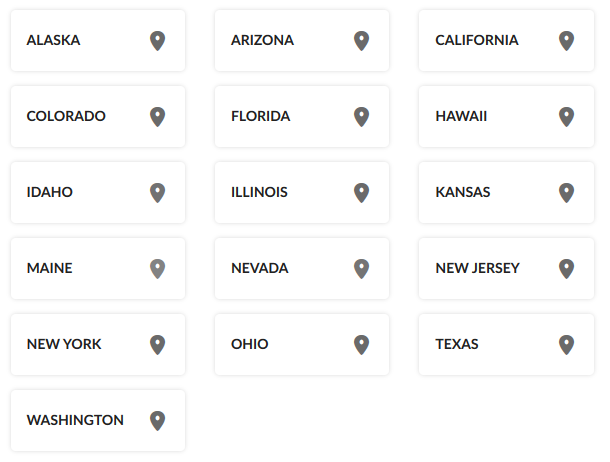 ALASKA
ARIZONA
CALIFORNIA
COLORADO
FLORIDA
HAWAII
IDAHO
ILLINOIS
KANSAS
MAINE
NEVADA
NEW JERSEY
NEW YORK
OHIO
TEXAS
WASHINGTON